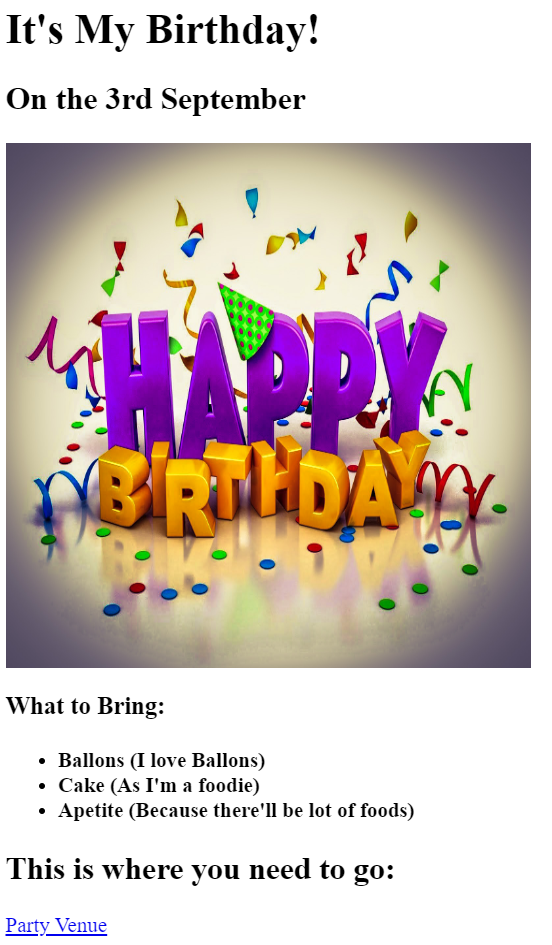 It's My Birthday!
On the 3rd September
HAPPY
BIRTHDAY
What to Bring:
• Ballons (I love Ballons)
• Cake (As I'm a foodie)
• Apetite (Because there'll be lot of foods)
This is where you need to go:
Party Venue